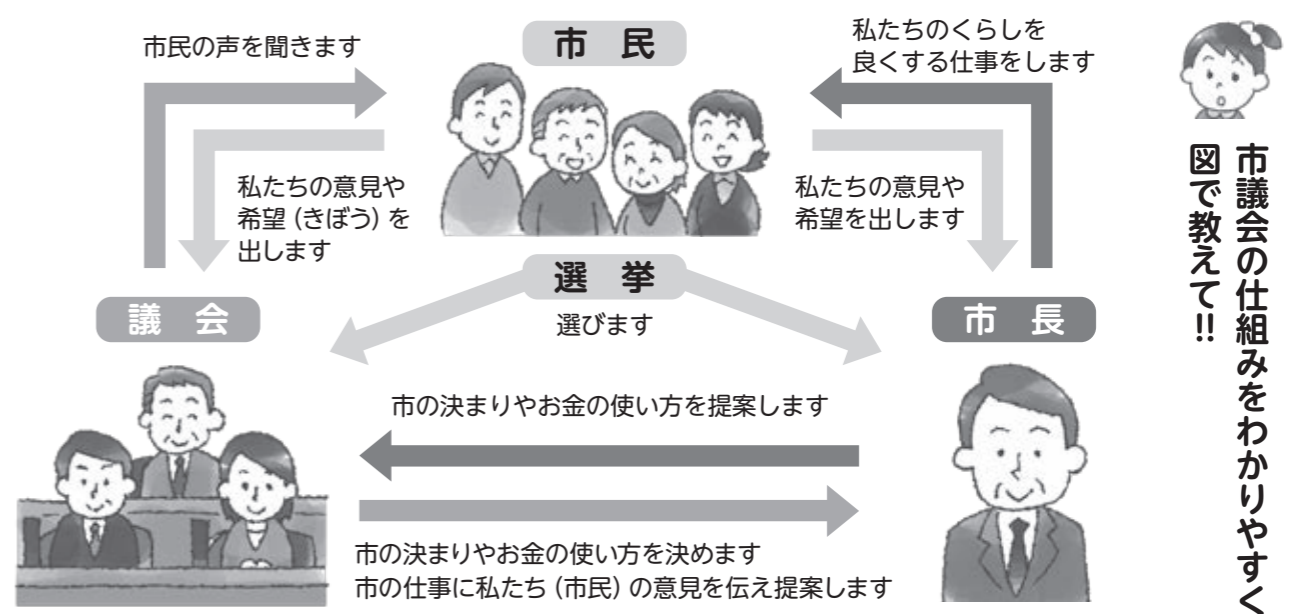 市議会の仕組みをわかりやすく
図で教えて!!
市 民
市民の声を聞きます
私たちのくらしを
良くする仕事をします
私たちの意見や
希望(きぼう)を
出します
私たちの意見や
希望を出します
選 挙
選びます
議 会
市 長
市の決まりやお金の使い方を提案します
市の決まりやお金の使い方を決めます
市の仕事に私たち(市民)の意見を伝え提案します